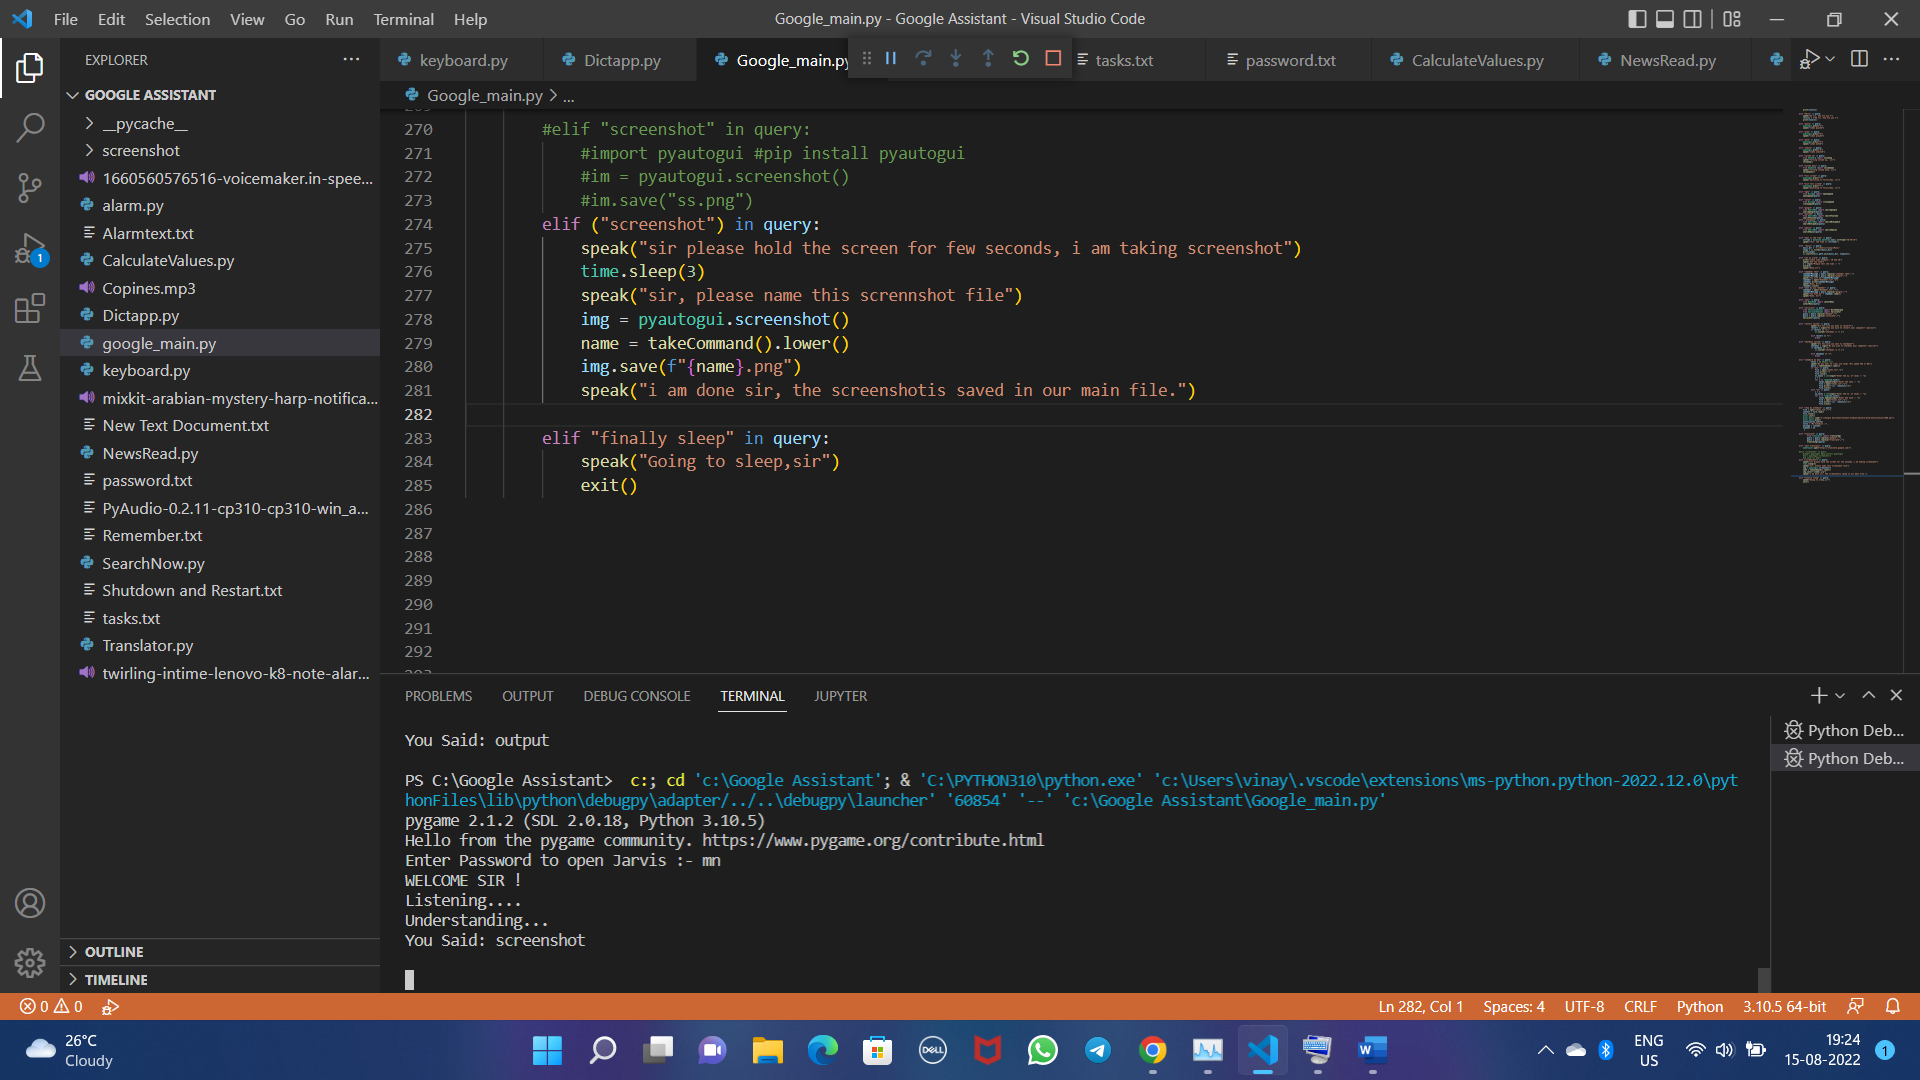 File Edit Selection View Go Run Terminal Help
Google_main.py - Google Assistant - Visual Studio Code
EXPLORER
keyboard.py
Dictapp.py
Google_main.py
tasks.txt
password.txt
CalculateValues.py
NewsRead.py
GOOGLE ASSISTANT
Google_main.py > ...
__pycache__
screenshot
1660560576516-voicemaker.in-spee...
alarm.py
Alarmtext.txt
CalculateValues.py
1
Copines.mp3
Dictapp.py
google_main.py
keyboard.py
mixkit-arabian-mystery-harp-notifica...
New Text Document.txt
NewsRead.py
password.txt
PyAudio-0.2.11-cp310-cp310-win_a...
Remember.txt
SearchNow.py
Shutdown and Restart.txt
tasks.txt
Translator.py
twirling-intime-lenovo-k8-note-alar...
OUTLINE
TIMELINE
270 #elif "screenshot" in query:
271 #import pyautogui #pip install pyautogui
272 #im = pyautogui.screenshot()
273 #im.save("ss.png")
274 elif ("screenshot") in query:
275 speak("sir please hold the screen for few seconds, i am taking screenshot")
276 time.sleep(3)
277 speak("sir, please name this scrennshot file")
278 img = pyautogui.screenshot()
279 name = takeCommand().lower()
280 img.save(f"{name}.png")
281 speak("i am done sir, the screenshotis saved in our main file.")
282
283 elif "finally sleep" in query:
284 speak("Going to sleep,sir")
285 exit()
286
287
288
289
290
291
292
PROBLEMS OUTPUT DEBUG CONSOLE TERMINAL JUPYTER
Python Deb...
Python Deb...
You Said: output
PS C:\Google Assistant> c:; cd 'c:\Google Assistant'; & 'C:\PYTHON310\python.exe' 'c:\Users\vinay\.vscode\extensions\ms-python.python-2022.12.0\pyt
honFiles\lib\python\debugpy\adapter/../..\debugpy\launcher' '60854' '--' 'c:\Google Assistant\Google_main.py'
pygame 2.1.2 (SDL 2.0.18, Python 3.10.5)
Hello from the pygame community. https://www.pygame.org/contribute.html
Enter Password to open Jarvis :- mn
WELCOME SIR !
Listening....
Understanding...
You Said: screenshot
0 0
Ln 282, Col 1 Spaces: 4 UTF-8 CRLF Python 3.10.5 64-bit
26°C
Cloudy
DELL
ENG
US
19:24
15-08-2022
1